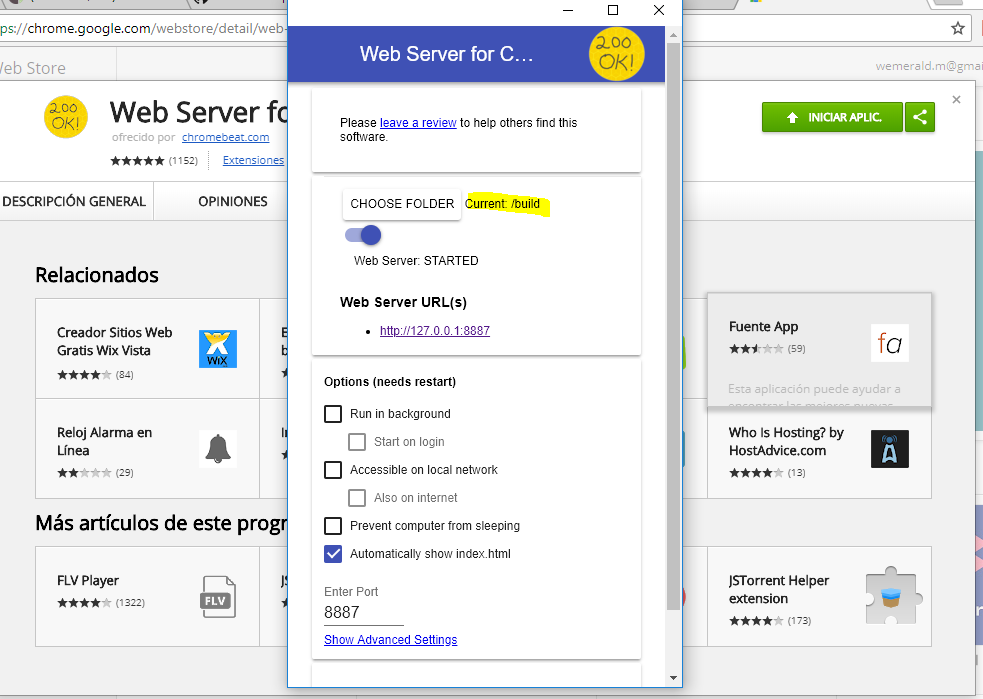 ps://chrome.google.com/webstore/detail/web-
eb Store
wemerald.m@gmai
200 OK!
Web Server fo
ofrecido por chromebeat.com
(1152) Extensiones
INICIAR APLIC.
DESCRIPCIÓN GENERAL
OPINIONES
Web Server for C...
200 OK!
Please leave a review to help others find this
software.
CHOOSE FOLDER Current: /build
Web Server: STARTED
Web Server URL(s)
http://127.0.0.1:8887
Options (needs restart)
Run in background
Start on login
Accessible on local network
Also on internet
Prevent computer from sleeping
Automatically show index.html
Enter Port
8887
Show Advanced Settings
Relacionados
Creador Sitios Web
Gratis Wix Vista
(84)
WiX
Fuente App
(59)
fa
Esta aplicación puede ayudar a
encontrar las mejores nuevas
Reloj Alarma en
Línea
(29)
Who Is Hosting? by
HostAdvice.com
(13)
Más artículos de este progr
FLV Player
(1322)
FLV
JSTorrent Helper
extension
(173)